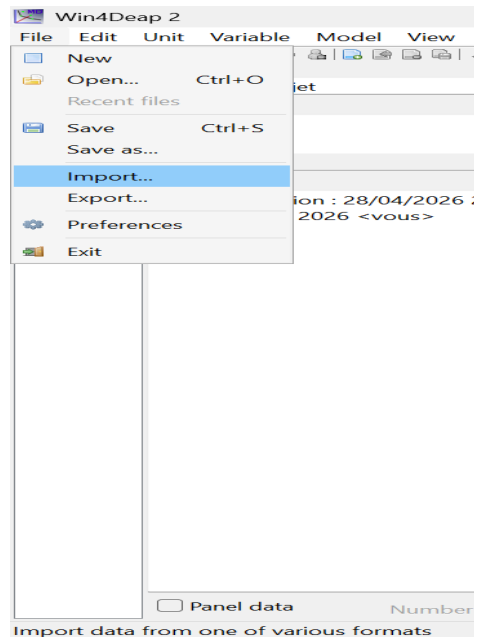 Win4Deap 2
File Edit Unit Variable Model View
New
Open... Ctrl+O
jet
Recent files
Save Ctrl+S
Save as...
Import...
Export...
ion : 28/04/2026
Preferences
2026 <vous>
Exit
Panel data
Number
Import data from one of various formats